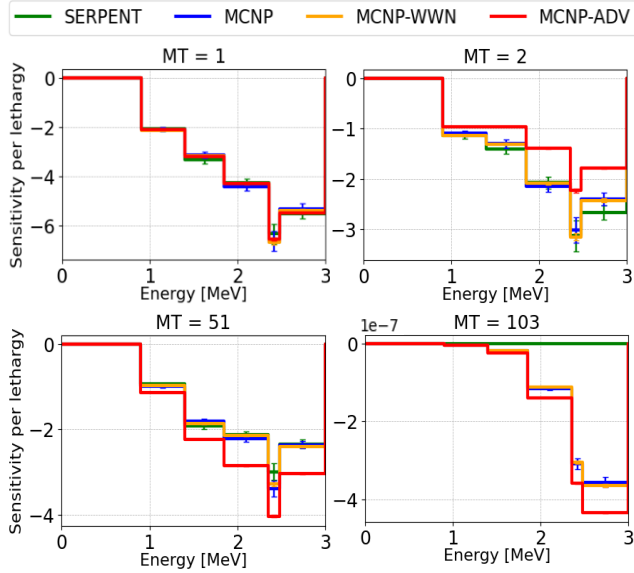 SERPENT MCNP MCNP-WWN MCNP-ADV
MT = 1
MT = 2
Sensitivity per lethargy
0
−2
−4
−6
0
−1
−2
−3
0 1 2 3
0 1 2 3
Energy [MeV]
Energy [MeV]
MT = 51
1e−7
MT = 103
Sensitivity per lethargy
0
−2
−4
0
−2
−4
0 1 2 3
0 1 2 3
Energy [MeV]
Energy [MeV]